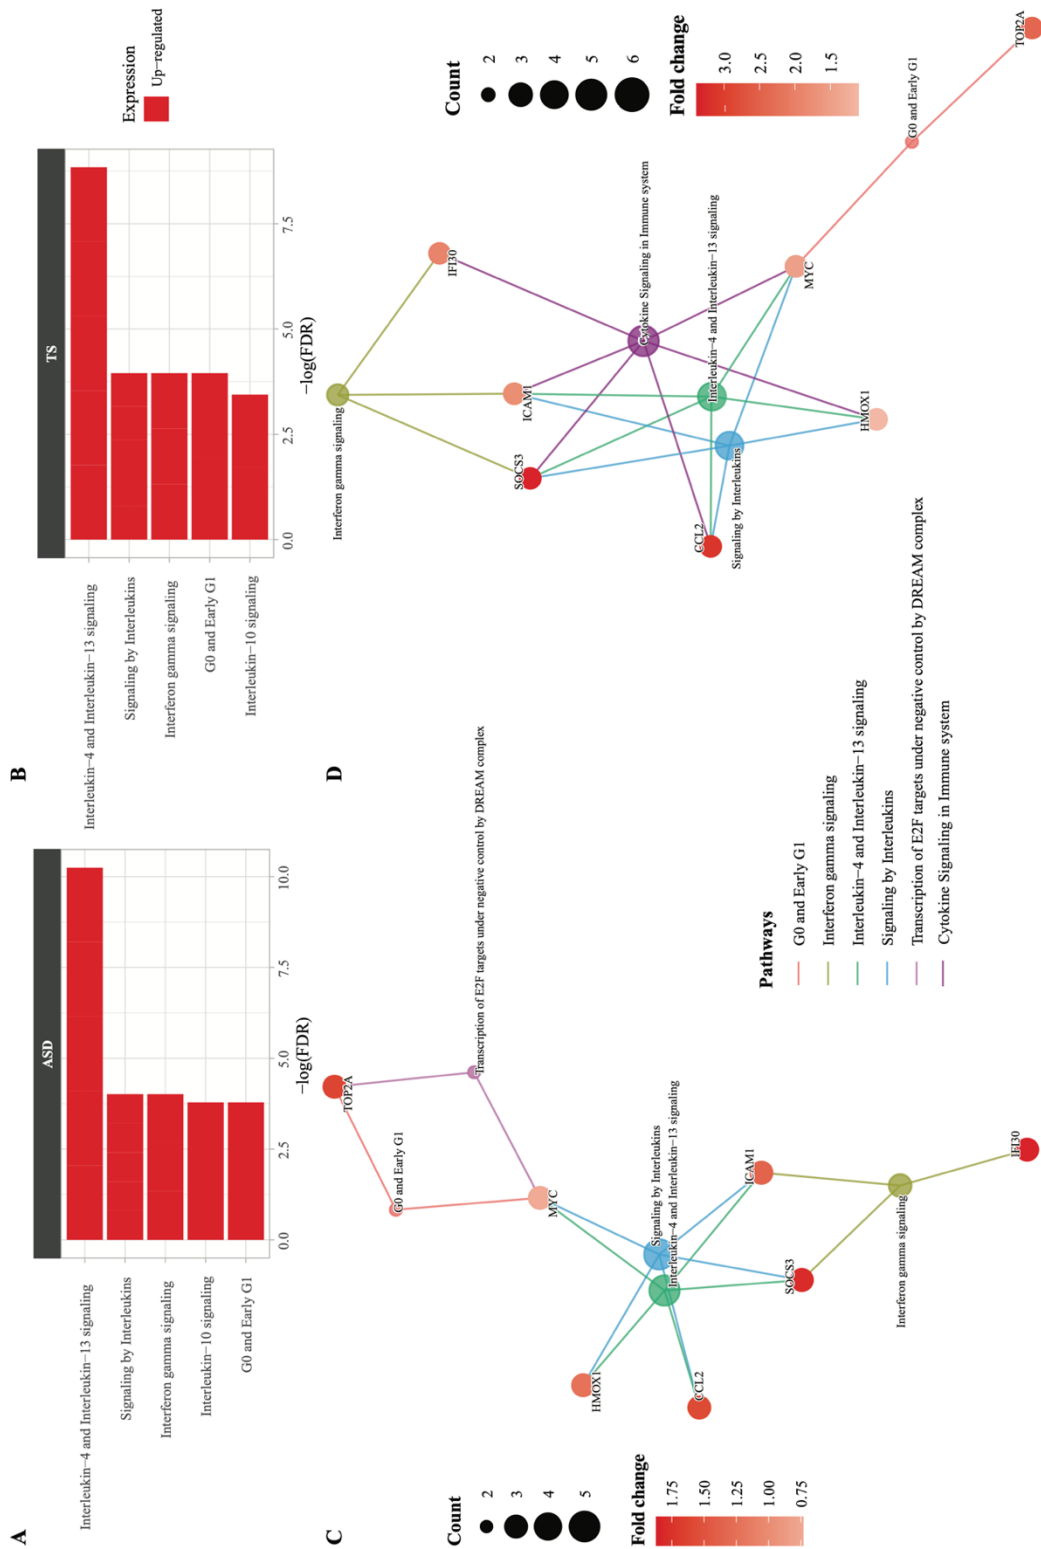 A
ASD
Interleukin−4 and Interleukin−13 signaling
Signaling by Interleukins
Interferon gamma signaling
Interleukin−10 signaling
G0 and Early G1
0.0
2.5
5.0
7.5
10.0
−log(FDR)
B
TS
Interleukin−4 and Interleukin−13 signaling
Signaling by Interleukins
Interferon gamma signaling
G0 and Early G1
Interleukin−10 signaling
0.0
2.5
5.0
7.5
−log(FDR)
Expression
Up−regulated
C
Count
2
3
4
5
Fold change
1.75
1.50
1.25
1.00
0.75
TOP2A
G0 and Early G1
Transcription of E2F targets under negative control by DREAM complex
MYC
Signaling by Interleukins
Interleukin−4 and Interleukin−13 signaling
HMOX1
CCL2
ICAM1
SOCS3
Interferon gamma signaling
IFI30
Pathways
G0 and Early G1
Interferon gamma signaling
Interleukin−4 and Interleukin−13 signaling
Signaling by Interleukins
Transcription of E2F targets under negative control by DREAM complex
Cytokine Signaling in Immune system
D
Interferon gamma signaling
IFI30
ICAM1
SOCS3
Cytokine Signaling in Immune system
Interleukin−4 and Interleukin−13 signaling
Signaling by Interleukins
CCL2
MYC
HMOX1
G0 and Early G1
TOP2A
Count
2
3
4
5
6
Fold change
3.0
2.5
2.0
1.5